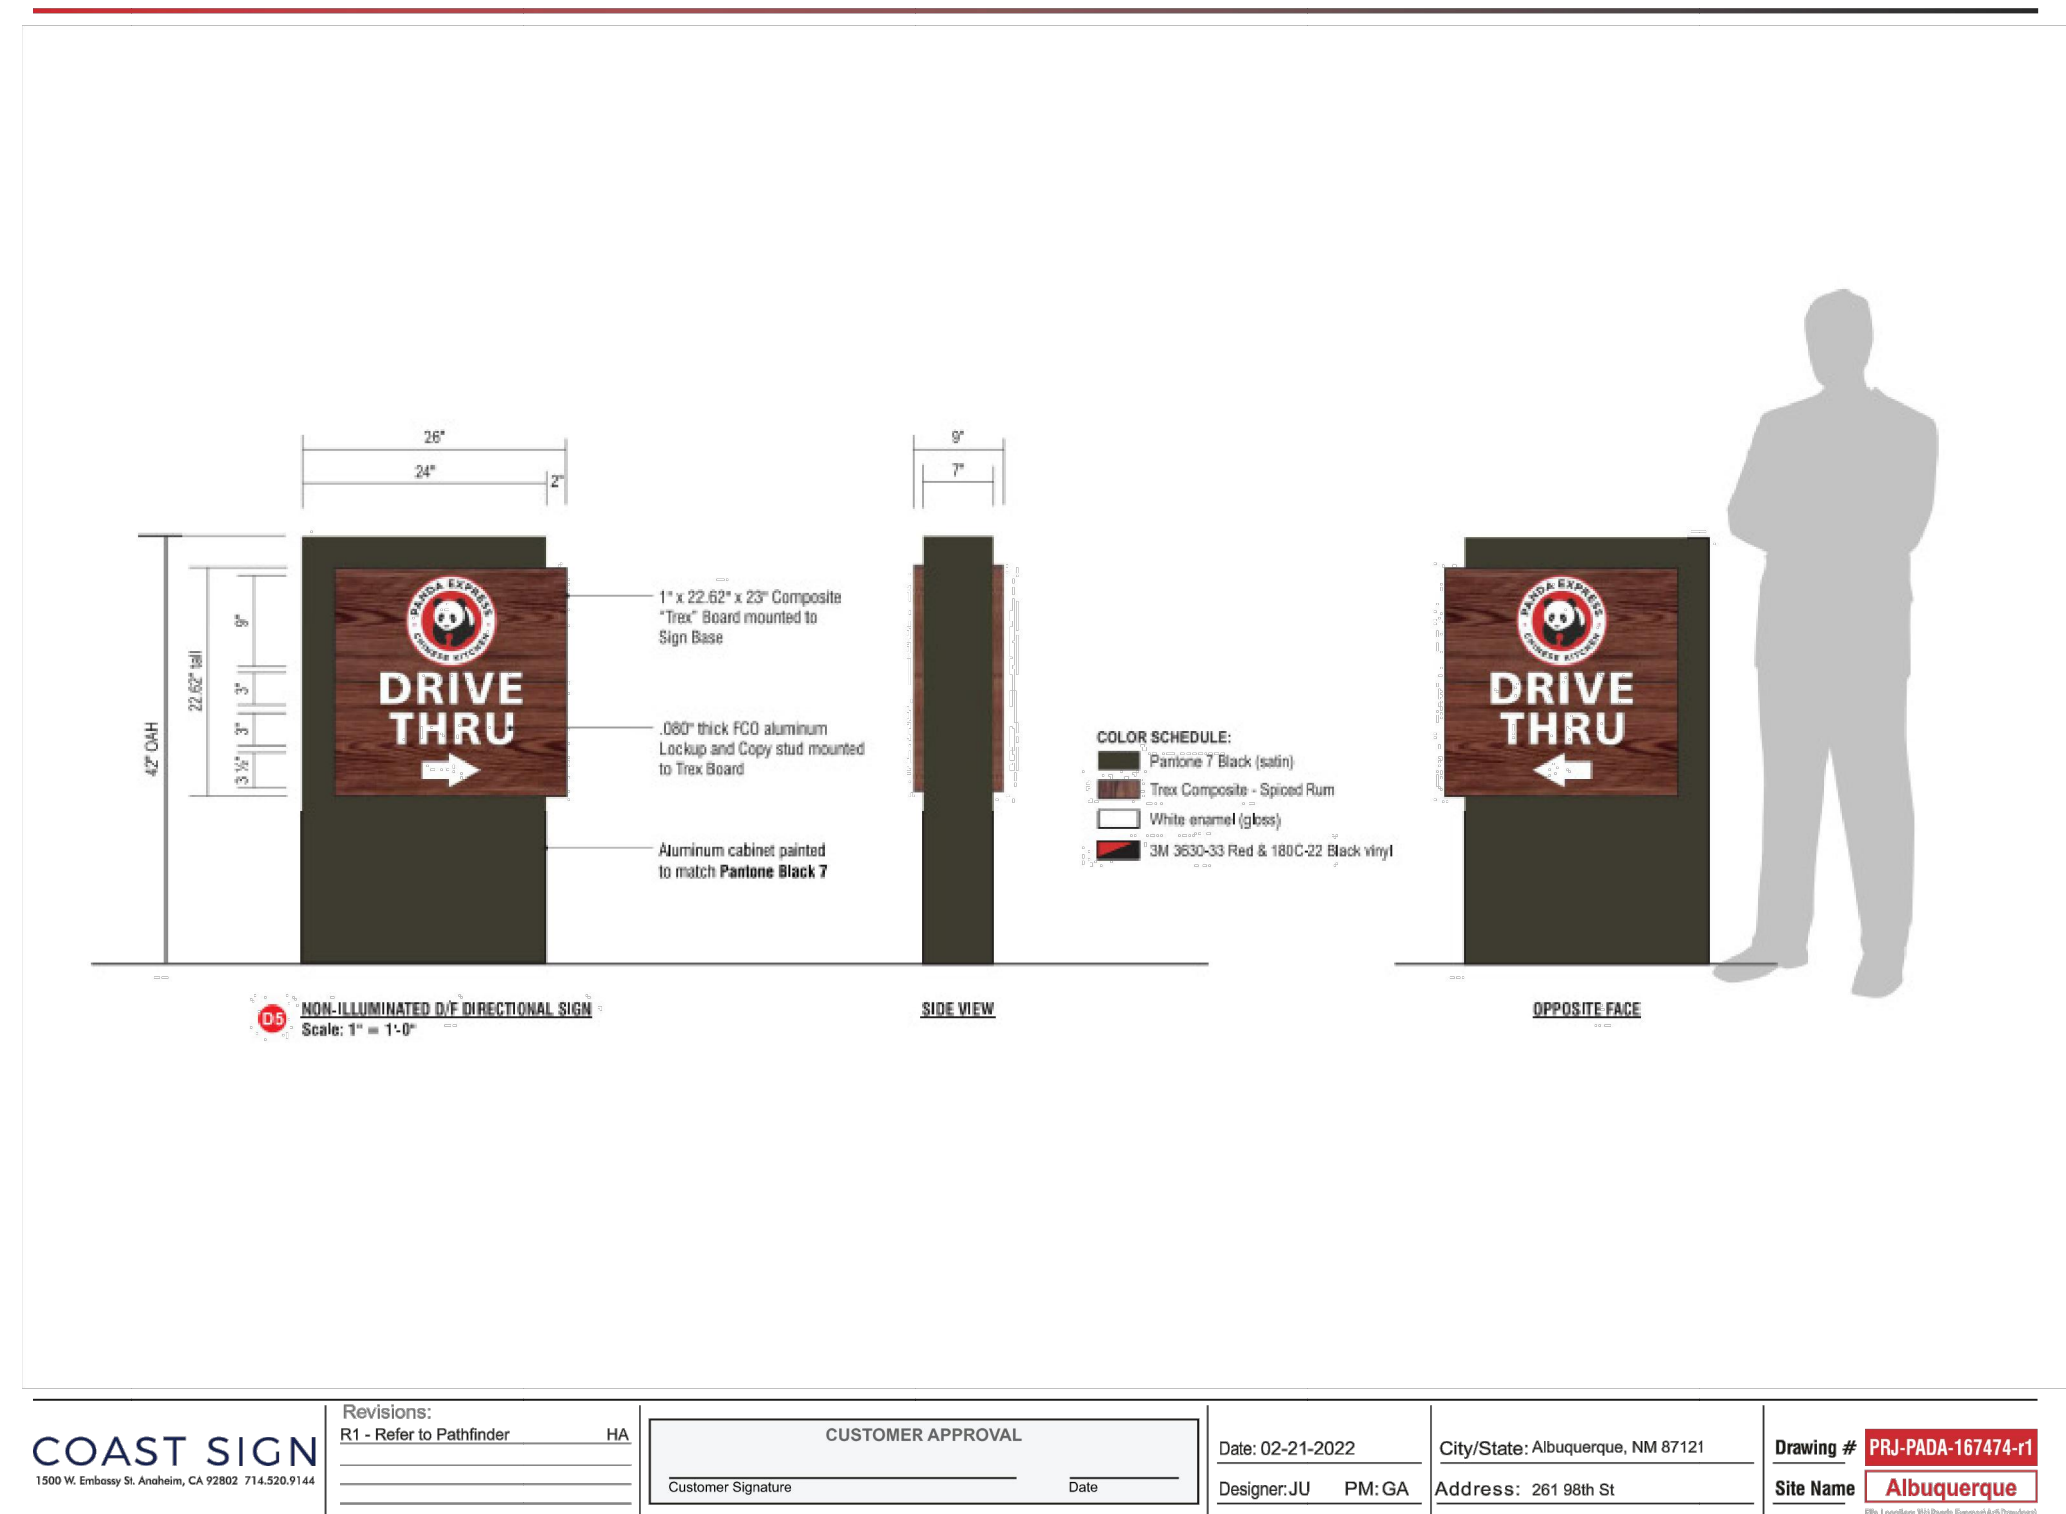 26"
24"
2"
9"
7"
42" OAH
22.62" tall
9"
3"
3"
3 ½"
PANDA EXPRESS
CHINESE KITCHEN
DRIVE
THRU
1" x 22.62" x 23" Composite
"Trex" Board mounted to
Sign Base
.080" thick FCO aluminum
Lockup and Copy stud mounted
to Trex Board
Aluminum cabinet painted
to match Pantone Black 7
COLOR SCHEDULE:
Pantone 7 Black (satin)
Trex Composite - Spiced Rum
White enamel (gloss)
3M 3630-33 Red & 180C-22 Black vinyl
PANDA EXPRESS
CHINESE KITCHEN
DRIVE
THRU
D5
NON-ILLUMINATED D/F DIRECTIONAL SIGN
Scale: 1" = 1'-0"
SIDE VIEW
OPPOSITE FACE
COAST SIGN
1500 W. Embassy St. Anaheim, CA 92802 714.520.9144
Revisions:
R1 - Refer to Pathfinder HA
CUSTOMER APPROVAL
Customer Signature
Date
Date: 02-21-2022
Designer: JU PM: GA
City/State: Albuquerque, NM 87121
Address: 261 98th St
Drawing # PRJ-PADA-167474-r1
Site Name Albuquerque